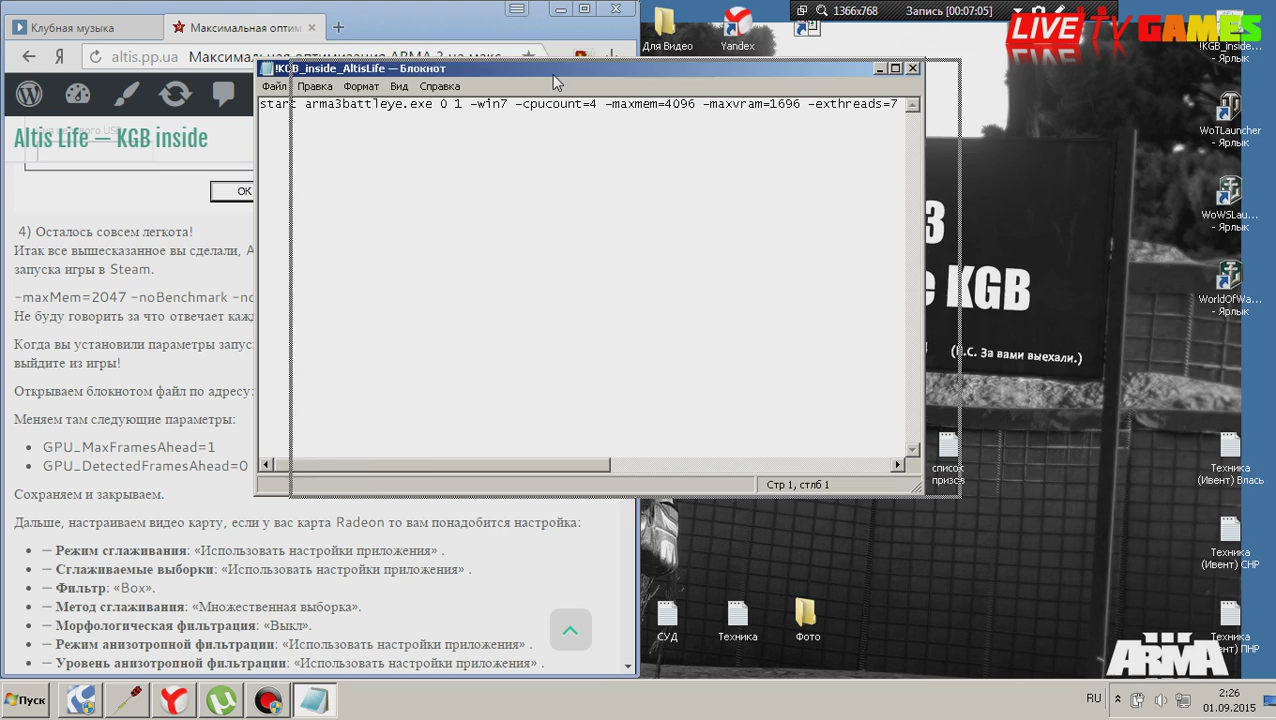 Клубная музыка
Максимальная оптим
altis.pp.ua
Altis Life — KGB inside
OK
4) Осталось совсем легкота!
Итак все вышесказанное вы сделали, A
запуска игры в Steam.
-maxMem=2047 -noBenchmark
Не буду говорить за что отвечает кажд
Когда вы установили параметры запус
выйдите из игры!
Открываем блокнотом файл по адресу:
Меняем там следующие параметры:
GPU_MaxFramesAhead=1
GPU_DetectedFramesAhead=0
Сохраняем и закрываем.
Дальше, настраиваем видео карту, если у вас карта Radeon то вам понадобится настройка:
— Режим сглаживания: «Использовать настройки приложения» .
— Сглаживаемые выборки: «Использовать настройки приложения» .
— Фильтр: «Box».
— Метод сглаживания: «Множественная выборка».
— Морфологическая фильтрация: «Выкл».
— Режим анизотропной фильтрации: «Использовать настройки приложения» .
— Уровень анизотропной фильтрации: «Использовать настройки приложения» .
!KGB_inside_AltisLife — Блокнот
Файл Правка Формат Вид Справка
start arma3battleye.exe 0 1 -win7 -cpucount=4 -maxmem=4096 -maxvram=1696 -exthreads=7
Стр 1, стлб 1
1366x768 Запись [00:07:05]
LIVE TV GAMES
Для Видео
Yandex
!KGB_inside...
- Ярлык
WoTLauncher
- Ярлык
WoWSLau...
- Ярлык
WorldOfWa...
- Ярлык
3
e KGB
За вами выехали.)
список
призов
Техника
(Ивент) Влась
Техника
(Ивент) СНР
Техника
(Ивент) ПНР
СУД
Техника
Фото
ARMA
Пуск
RU
2:26
01.09.2015